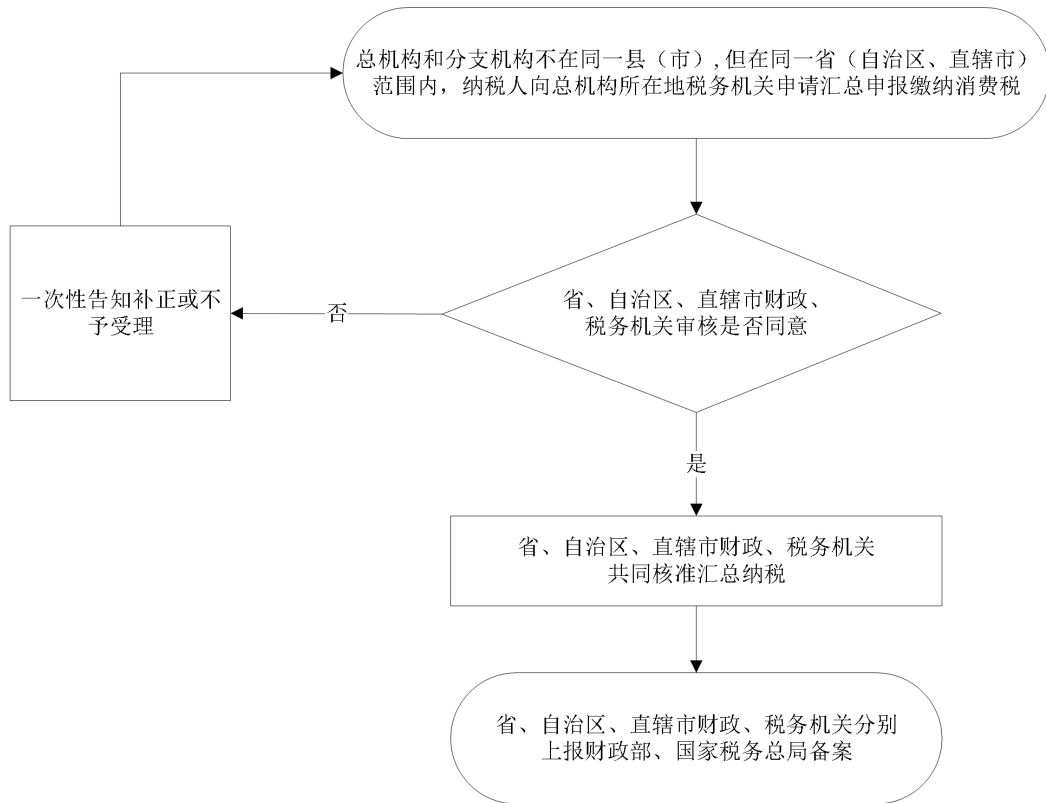 总机构和分支机构不在同一县（市）,但在同一省（自治区、直辖市）
范围内，纳税人向总机构所在地税务机关申请汇总申报缴纳消费税
省、自治区、直辖市财政、
税务机关审核是否同意
否
一次性告知补正或不
予受理
是
省、自治区、直辖市财政、税务机关
共同核准汇总纳税
省、自治区、直辖市财政、税务机关分别
上报财政部、国家税务总局备案